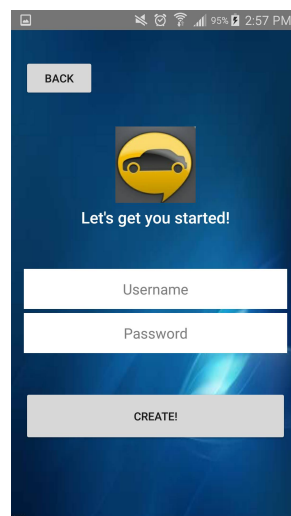 95% 2:57 PM
BACK
Let's get you started!
Username
Password
CREATE!